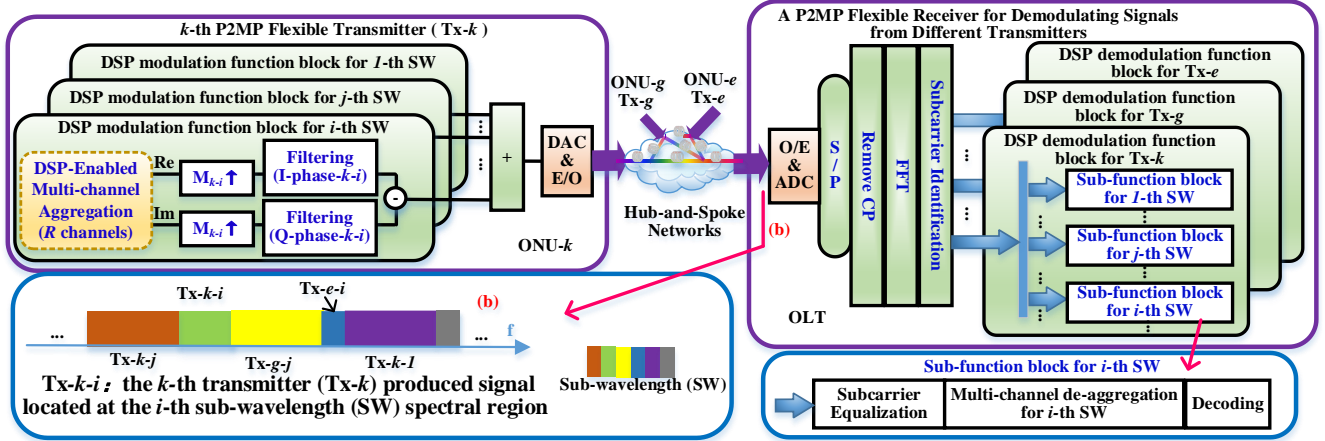 k-th P2MP Flexible Transmitter ( Tx-k )
DSP modulation function block for 1-th SW
DSP modulation function block for j-th SW
DSP modulation function block for i-th SW
DSP-Enabled
Multi-channel
Aggregation
(R channels)
Re
Im
M k-i ↑
M k-i ↑
Filtering
(I-phase-k-i)
Filtering
(Q-phase-k-i)
-
...
...
+
DAC
&
E/O
ONU-k
ONU-g
Tx-g
ONU-e
Tx-e
Hub-and-Spoke
Networks
(b)
A P2MP Flexible Receiver for Demodulating Signals
from Different Transmitters
O/E
&
ADC
S/P
Remove CP
FFT
Subcarrier Identification
OLT
DSP demodulation function
block for Tx-e
DSP demodulation function
block for Tx-g
DSP demodulation function
block for Tx-k
Sub-function block
for 1-th SW
...
Sub-function block
for j-th SW
...
Sub-function block
for i-th SW
...
(b)
Tx-k-i
Tx-e-i
...
...
f
Tx-k-j
Tx-g-j
Tx-k-1
Sub-wavelength (SW)
Tx-k-i: the k-th transmitter (Tx-k) produced signal
located at the i-th sub-wavelength (SW) spectral region
Sub-function block for i-th SW
Subcarrier
Equalization
Multi-channel de-aggregation
for i-th SW
Decoding